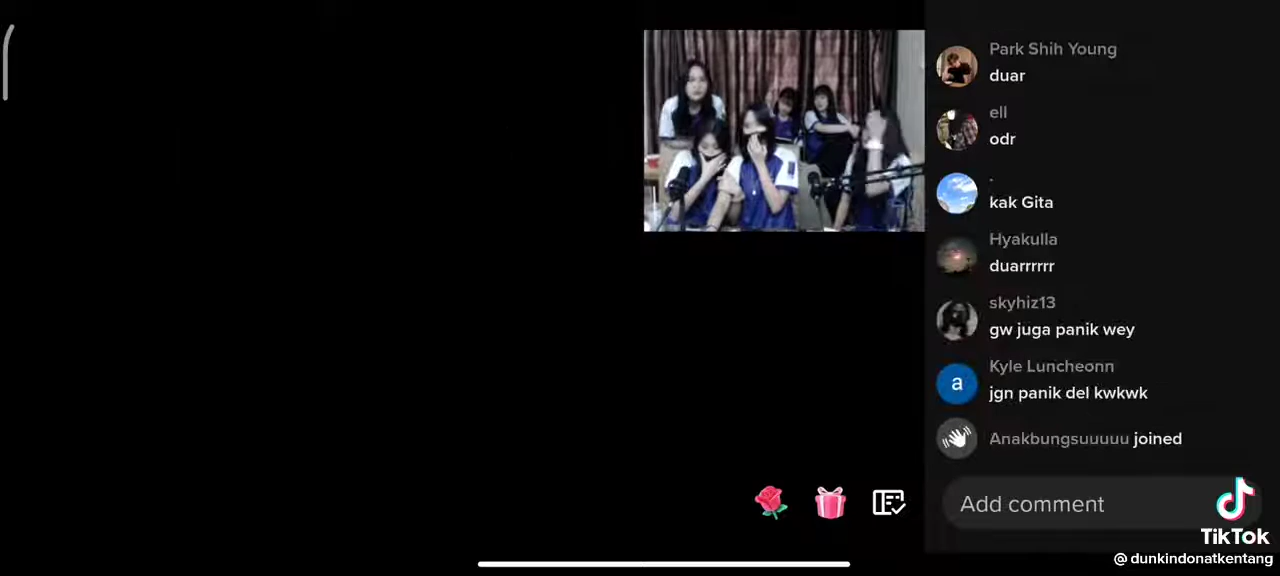 Park Shih Young
duar
ell
odr
.
kak Gita
Hyakulla
duarrrrrr
skyhiz13
gw juga panik wey
Kyle Luncheonn
a
jgn panik del kwkwk
Anakbungsuuuuu joined
Add comment
TikTok
@ dunkindonatkentang